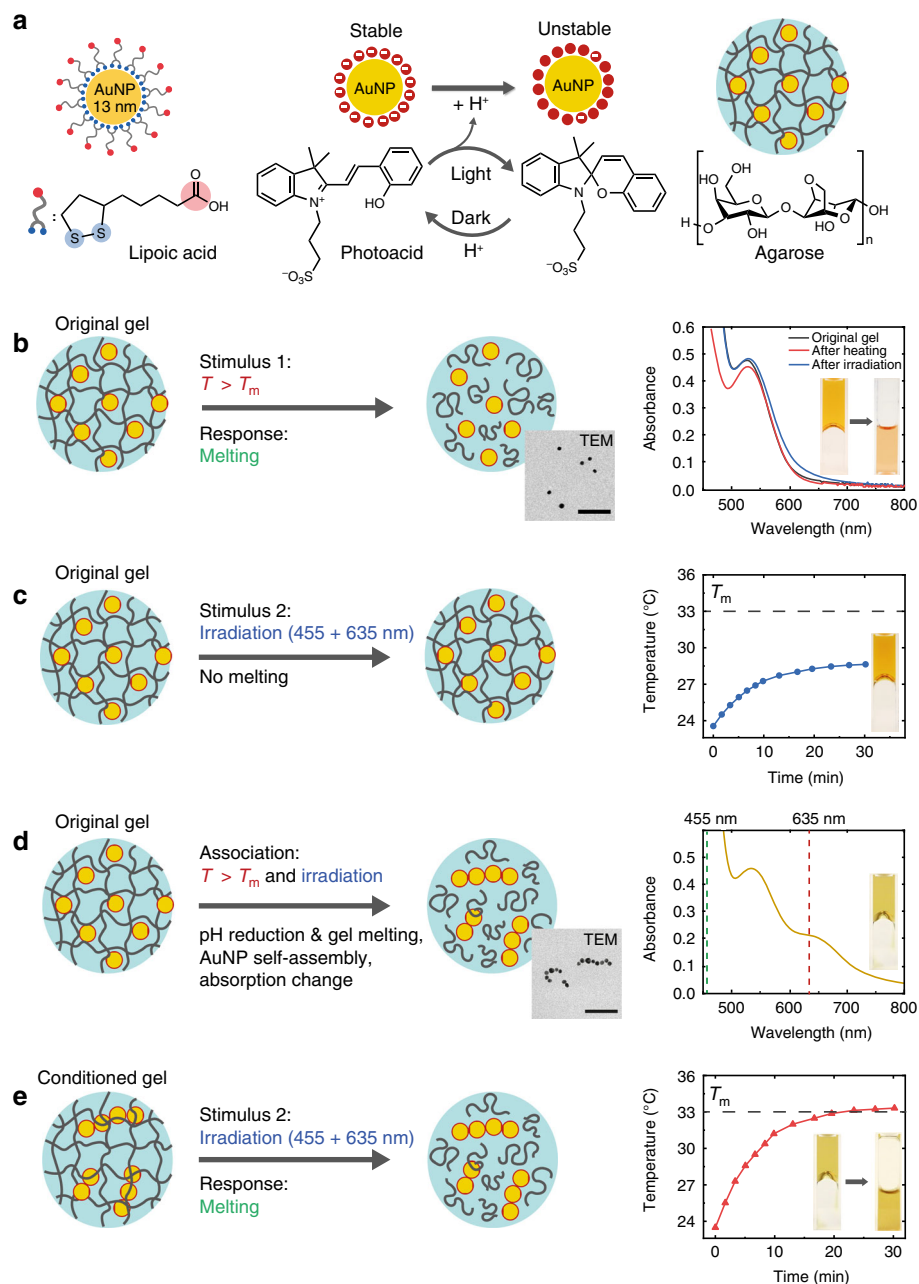 a
AuNP
13 nm
S
S
O
OH
Lipoic acid
Stable
AuNP
+ H⁺
Unstable
AuNP
N⁺
HO
⁻O₃S
Photoacid
Light
Dark
H⁺
N
O
⁻O₃S
H
O
HO
OH
O
OH
O
O
O
HO
O
OH
n
Agarose
b
Original gel
Stimulus 1:
T > Tm
Response:
Melting
TEM
0.6
0.5
0.4
0.3
0.2
0.1
0.0
Absorbance
Original gel
After heating
After irradiation
500
600
700
800
Wavelength (nm)
c
Original gel
Stimulus 2:
Irradiation (455 + 635 nm)
No melting
36
33
30
27
24
Temperature (°C)
Tm
0
10
20
30
Time (min)
d
Original gel
Association:
T > Tm and irradiation
pH reduction & gel melting,
AuNP self-assembly,
absorption change
TEM
455 nm
635 nm
0.5
0.4
0.3
0.2
0.1
0.0
Absorbance
500
600
700
800
Wavelength (nm)
e
Conditioned gel
Stimulus 2:
Irradiation (455 + 635 nm)
Response:
Melting
36
33
30
27
24
Temperature (°C)
Tm
0
10
20
30
Time (min)